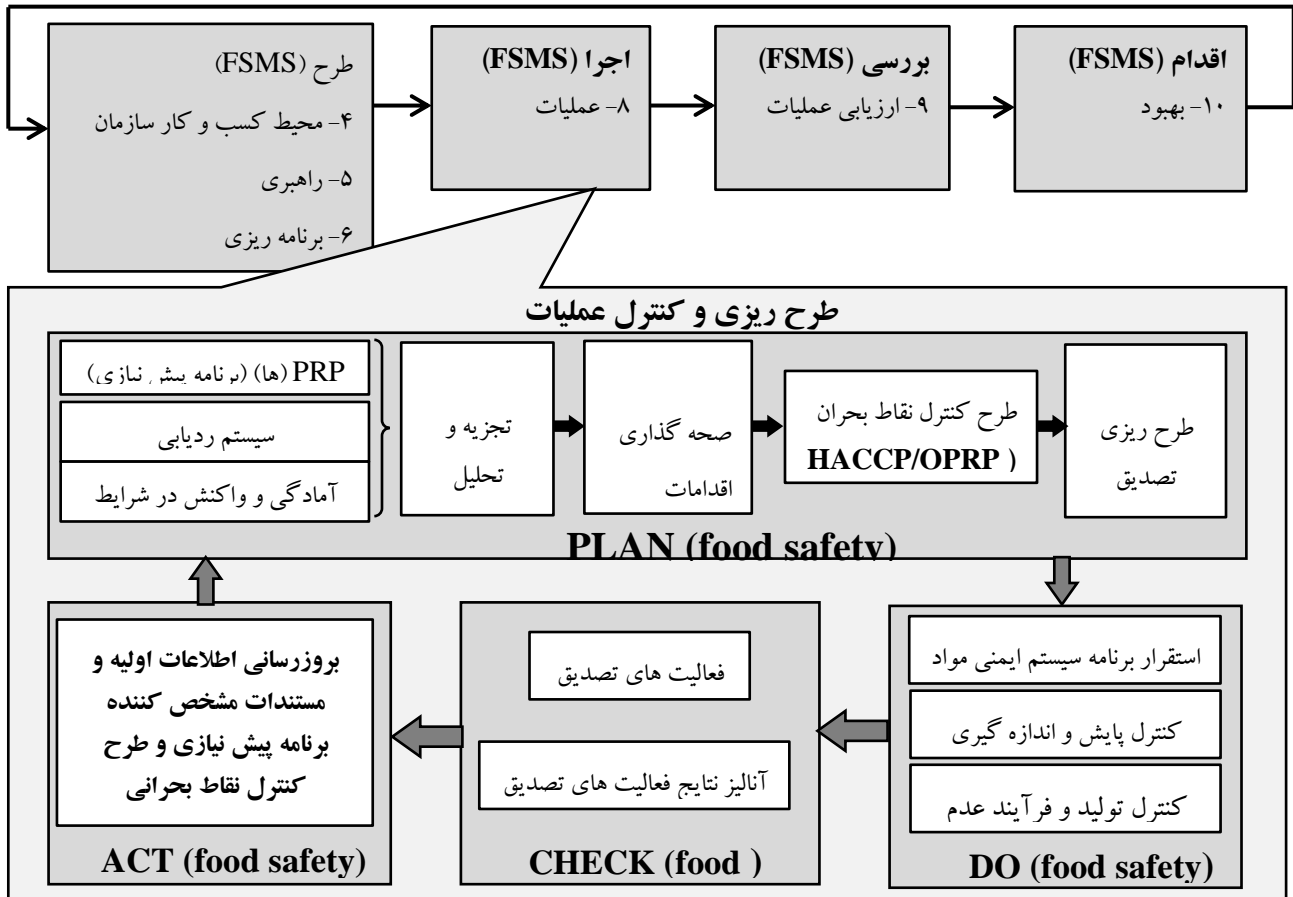 طرح (FSMS)
۴- محیط کسب و کار سازمان
۵- راهبری
۶- برنامه ریزی
اجرا (FSMS)
۸- عملیات
بررسی (FSMS)
۹- ارزیابی عملیات
اقدام (FSMS)
۱۰- بهبود
طرح ریزی و کنترل عملیات
PRP (ها) (برنامه پیش نیازی)
سیستم ردیابی
آمادگی و واکنش در شرایط
تجزیه و
تحلیل
صحه گذاری
اقدامات
طرح کنترل نقاط بحران
HACCP/OPRP )
طرح ریزی
تصدیق
PLAN (food safety)
استقرار برنامه سیستم ایمنی مواد
کنترل پایش و اندازه گیری
کنترل تولید و فرآیند عدم
DO (food safety)
فعالیت های تصدیق
آنالیز نتایج فعالیت های تصدیق
CHECK (food )
بروزرسانی اطلاعات اولیه و
مستندات مشخص کننده
برنامه پیش نیازی و طرح
کنترل نقاط بحرانی
ACT (food safety)